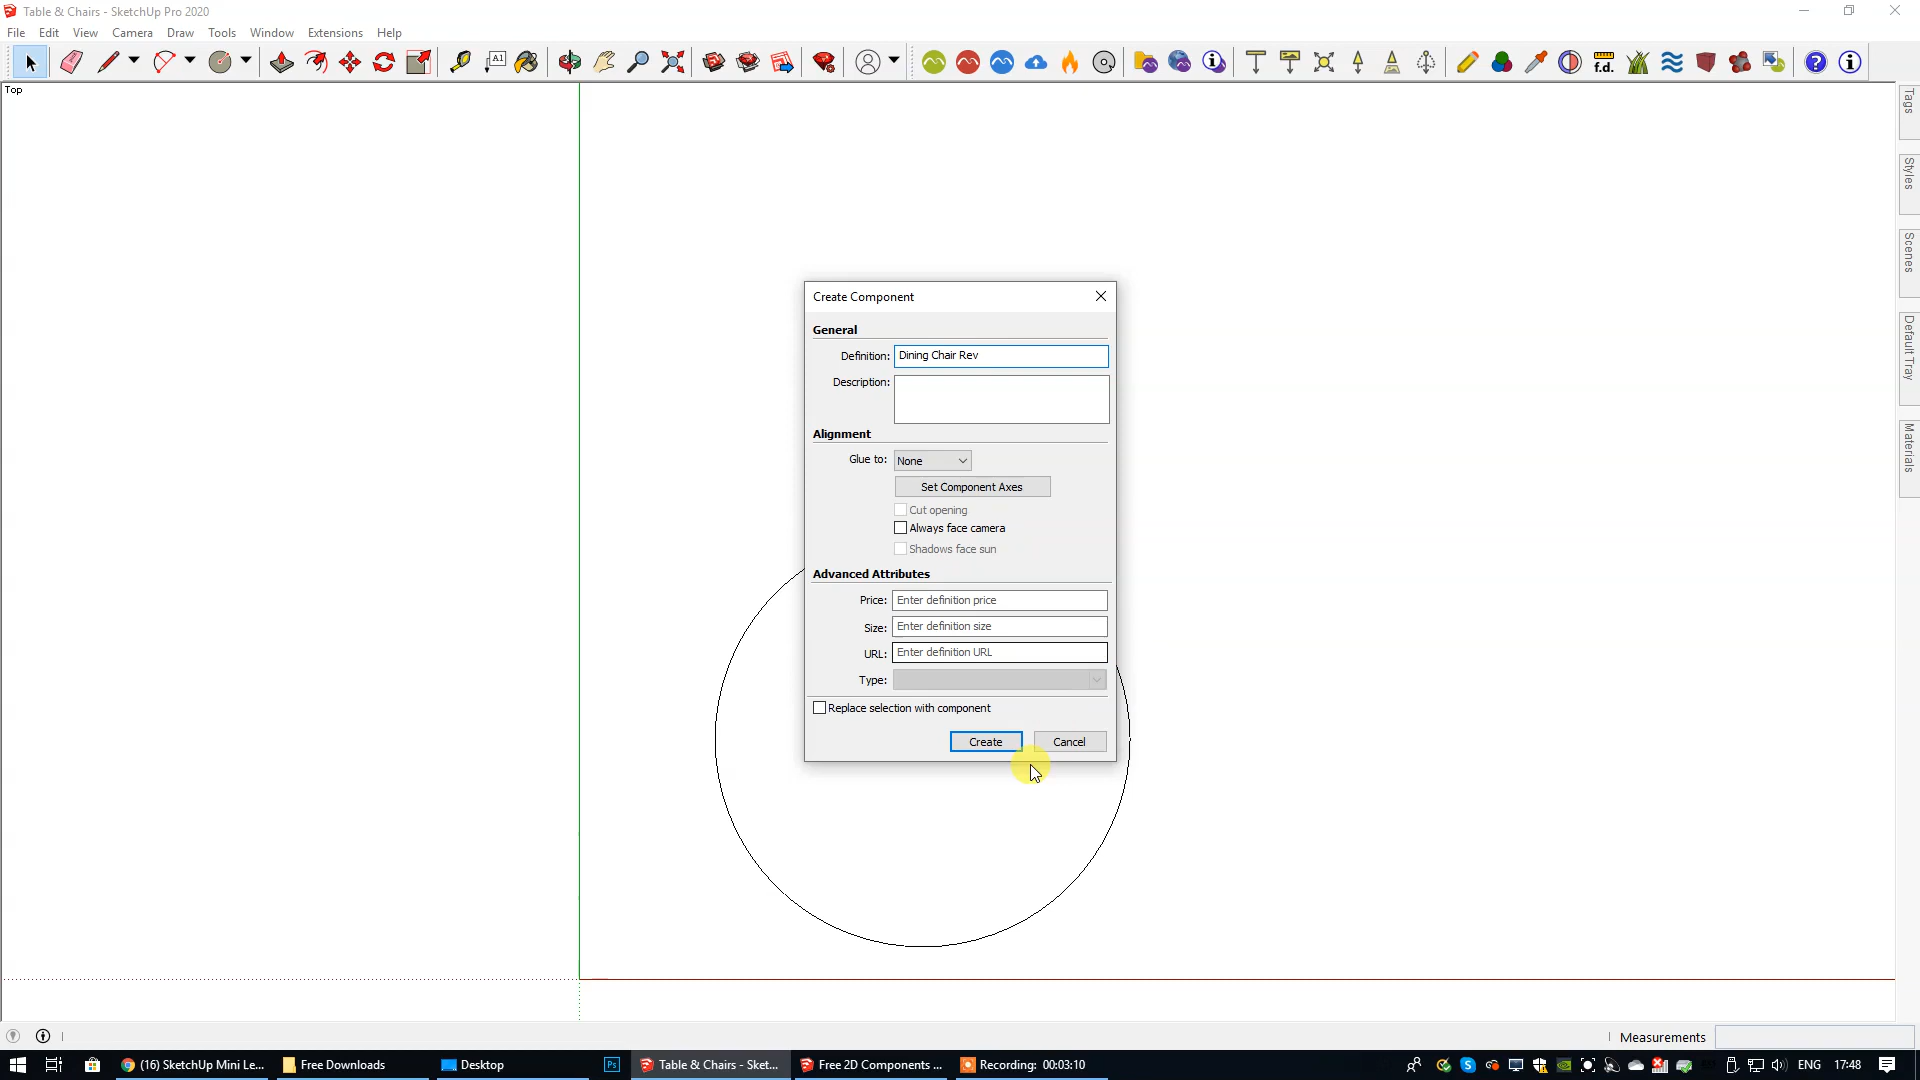 Table & Chairs - SketchUp Pro 2020
File Edit View Camera Draw Tools Window Extensions Help
A1
f.d.
Top
Tags
Styles
Scenes
Default Tray
Materials
Create Component
General
Definition: Dining Chair Rev
Description:
Alignment
Glue to: None
Set Component Axes
Cut opening
Always face camera
Shadows face sun
Advanced Attributes
Price: Enter definition price
Size: Enter definition size
URL: Enter definition URL
Type:
Replace selection with component
Create Cancel
Measurements
(16) SketchUp Mini Le... Free Downloads Desktop Ps Table & Chairs - Sket... Free 2D Components ... Recording: 00:03:10 ENG 17:48